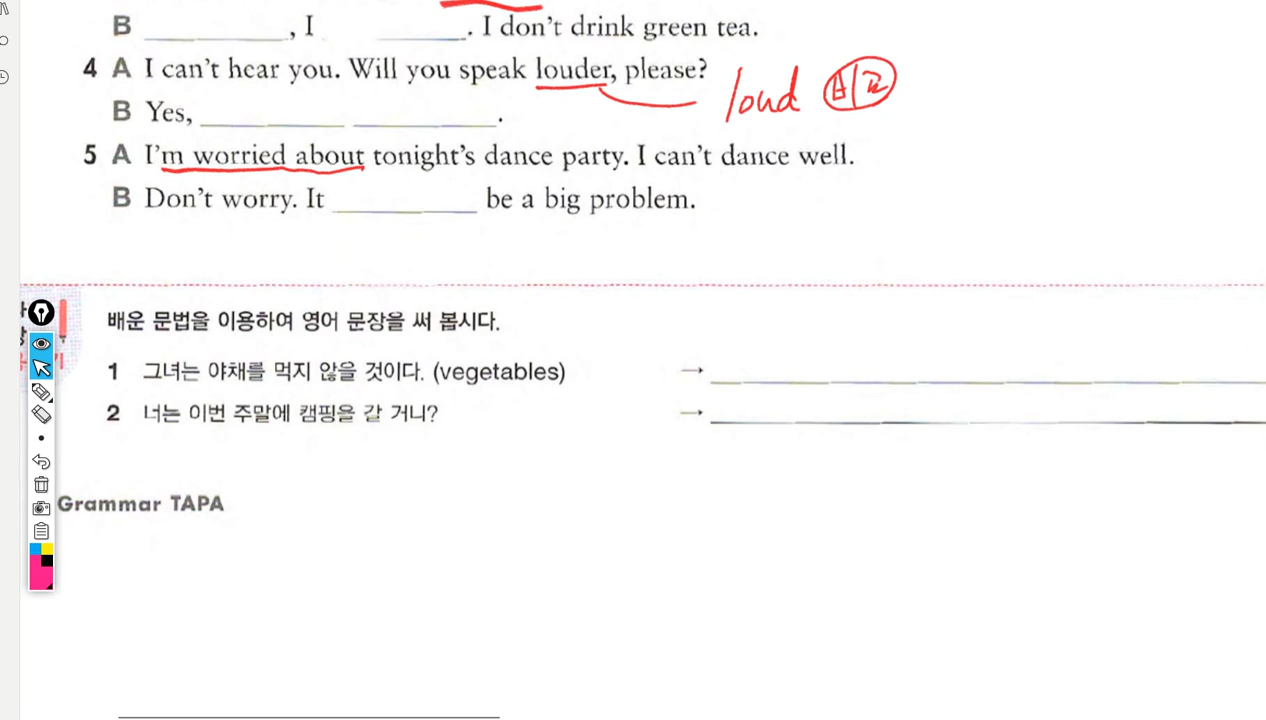 B ________, I ______. I don't drink green tea.
4 A I can't hear you. Will you speak louder, please?
loud
B Yes, ________ ________.
5 A I'm worried about tonight's dance party. I can't dance well.
B Don't worry. It ________ be a big problem.
배운 문법을 이용하여 영어 문장을 써 봅시다.
1 그녀는 야채를 먹지 않을 것이다. (vegetables) →
2 너는 이번 주말에 캠핑을 갈 거니? →
Grammar TAPA